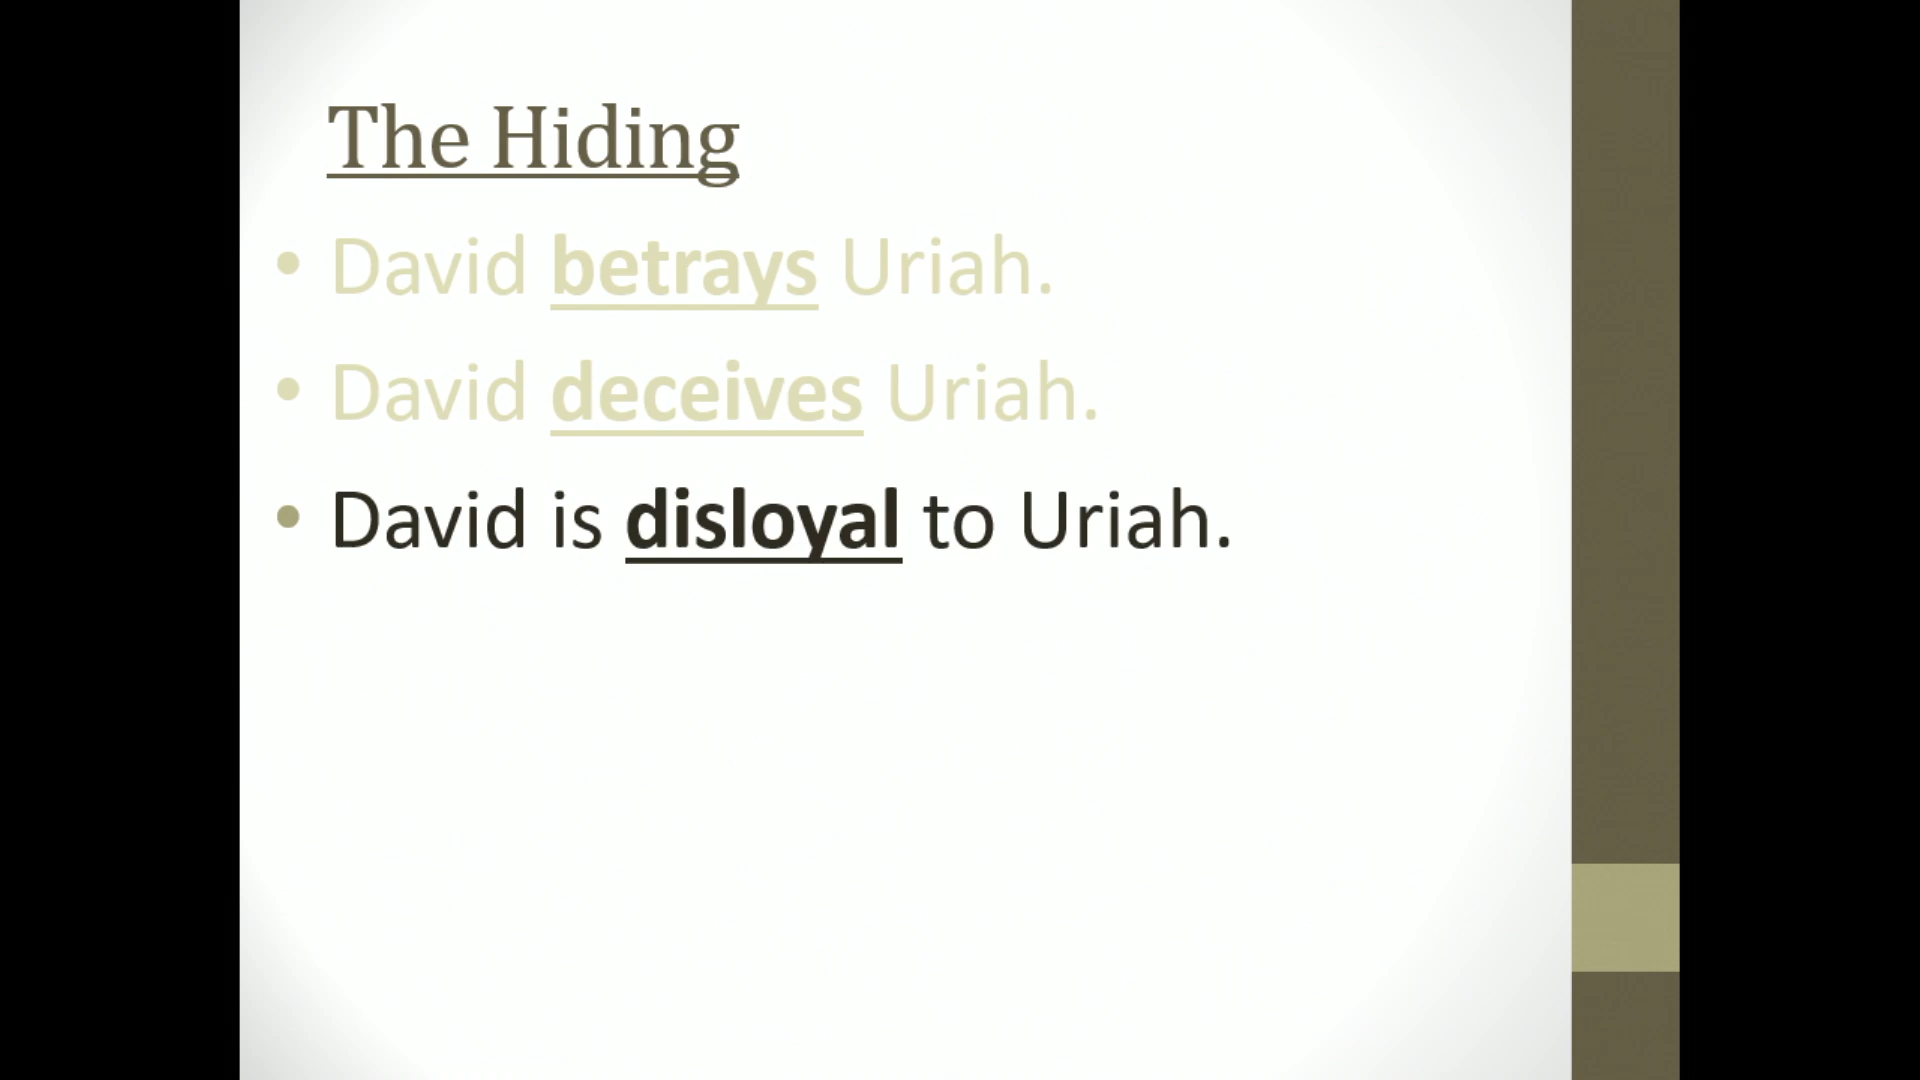 The Hiding
• David betrays Uriah.
• David deceives Uriah.
• David is disloyal to Uriah.